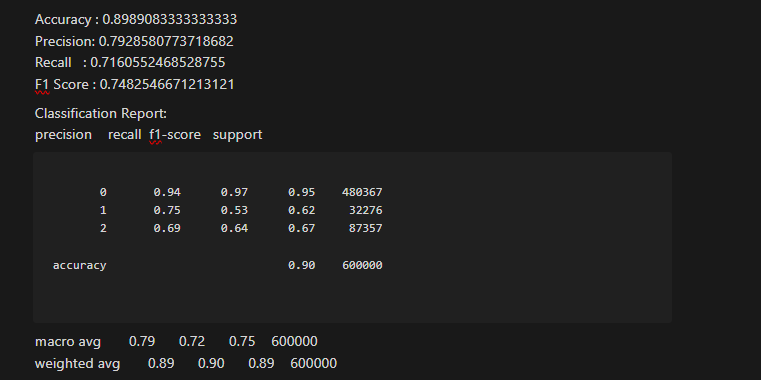 Accuracy : 0.8989083333333333
Precision: 0.7928580773718682
Recall : 0.7160552468528755
F1 Score : 0.7482546671213121
Classification Report:
precision recall f1-score support
0 0.94 0.97 0.95 480367
1 0.75 0.53 0.62 32276
2 0.69 0.64 0.67 87357
accuracy 0.90 600000
macro avg 0.79 0.72 0.75 600000
weighted avg 0.89 0.90 0.89 600000